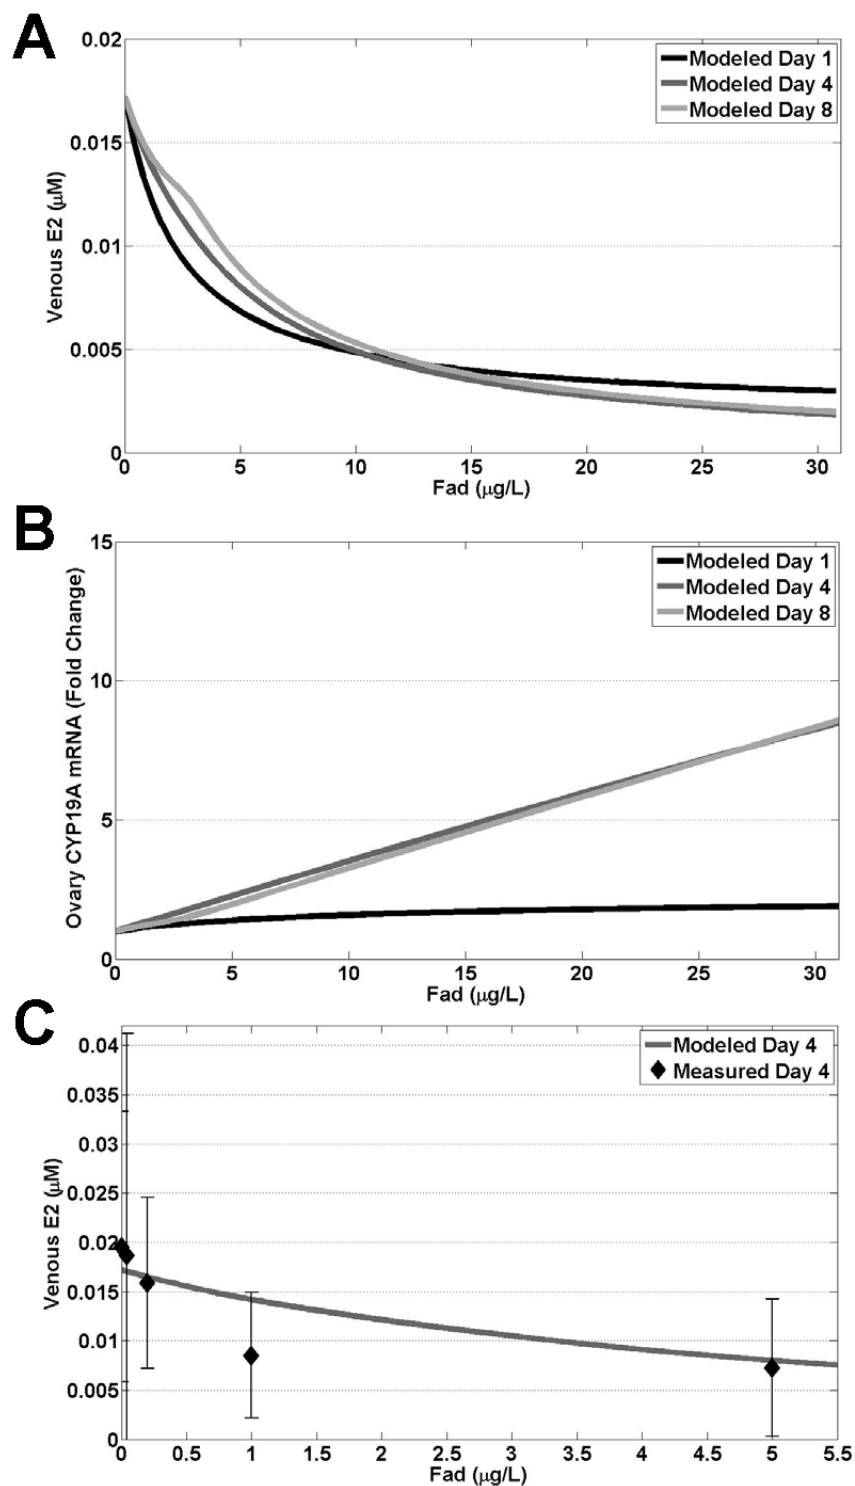 A
0.02
0.015
0.01
0.005
0
Venous E2 (μM)
Modeled Day 1
Modeled Day 4
Modeled Day 8
0 5 10 15 20 25 30
Fad (μg/L)
B
15
10
5
0
Ovary CYP19A mRNA (Fold Change)
Modeled Day 1
Modeled Day 4
Modeled Day 8
0 5 10 15 20 25 30
Fad (μg/L)
C
0.04
0.035
0.03
0.025
0.02
0.015
0.01
0.005
0
Venous E2 (μM)
Modeled Day 4
Measured Day 4
0 0.5 1 1.5 2 2.5 3 3.5 4 4.5 5 5.5
Fad (μg/L)